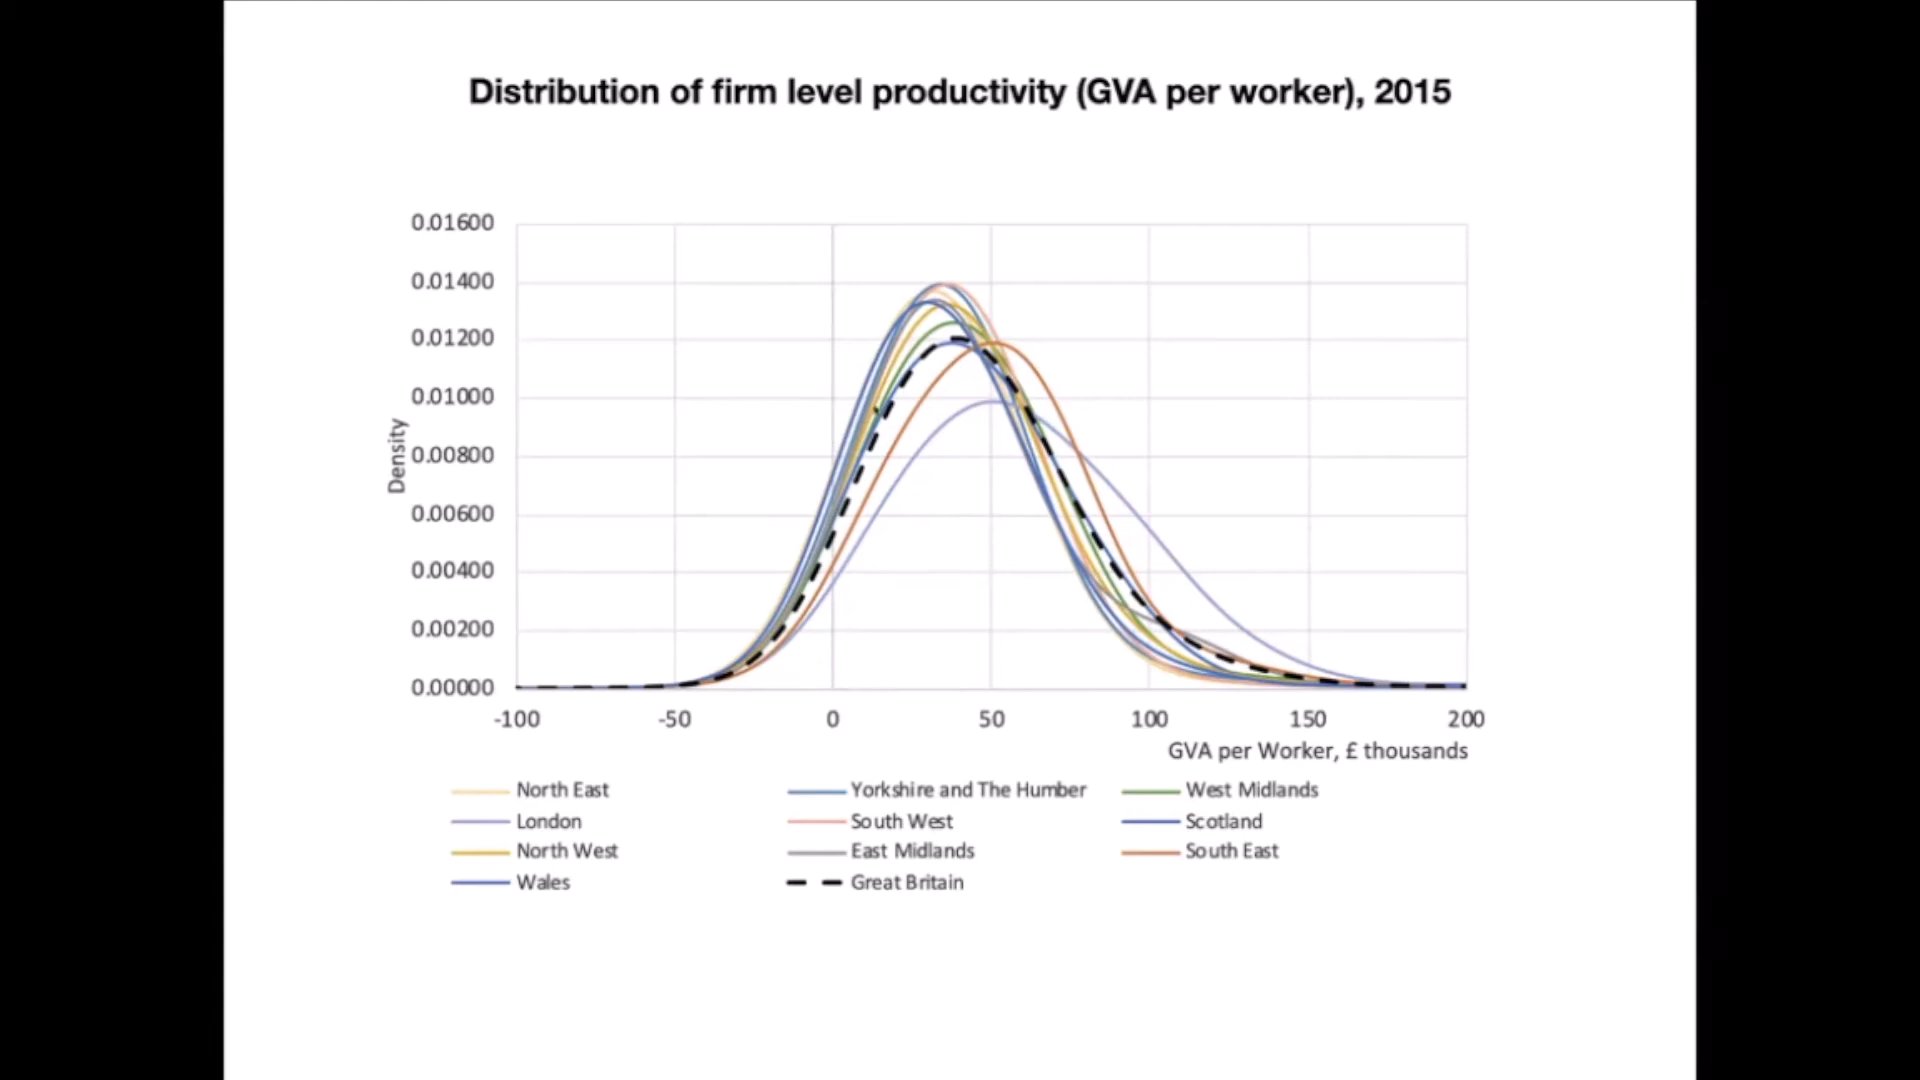 Distribution of firm level productivity (GVA per worker), 2015
0.01600
0.01400
0.01200
0.01000
0.00800
0.00600
0.00400
0.00200
0.00000
Density
-100 -50 0 50 100 150 200
GVA per Worker, £ thousands
North East Yorkshire and The Humber West Midlands
London South West Scotland
North West East Midlands South East
Wales Great Britain